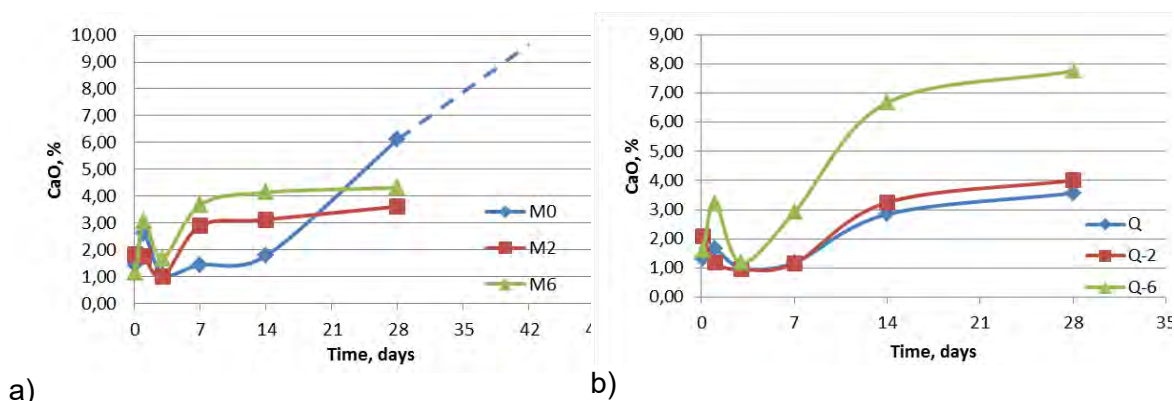 10,00
9,00
8,00
7,00
6,00
5,00
4,00
3,00
2,00
1,00
0,00
CaO, %
0 7 14 21 28 35 42 4
Time, days
M0
M2
M6
a)
9,00
8,00
7,00
6,00
5,00
4,00
3,00
2,00
1,00
0,00
CaO, %
0 7 14 21 28 35
Time, days
Q
Q-2
Q-6
b)